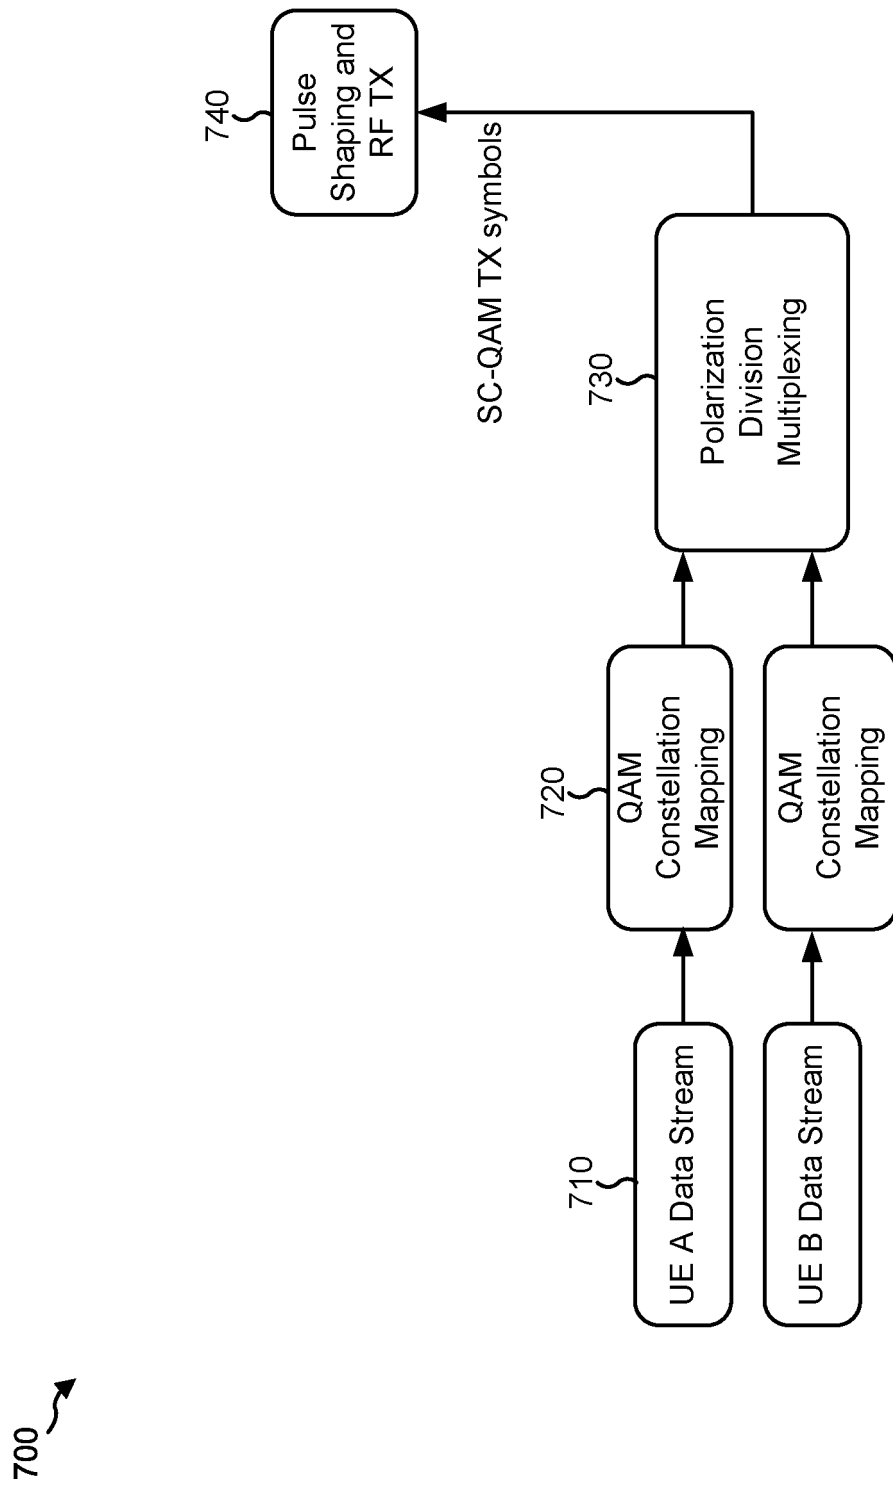 700
710
UE A Data Stream
UE B Data Stream
720
QAM
Constellation
Mapping
QAM
Constellation
Mapping
730
Polarization
Division
Multiplexing
SC-QAM TX symbols
740
Pulse
Shaping and
RF TX